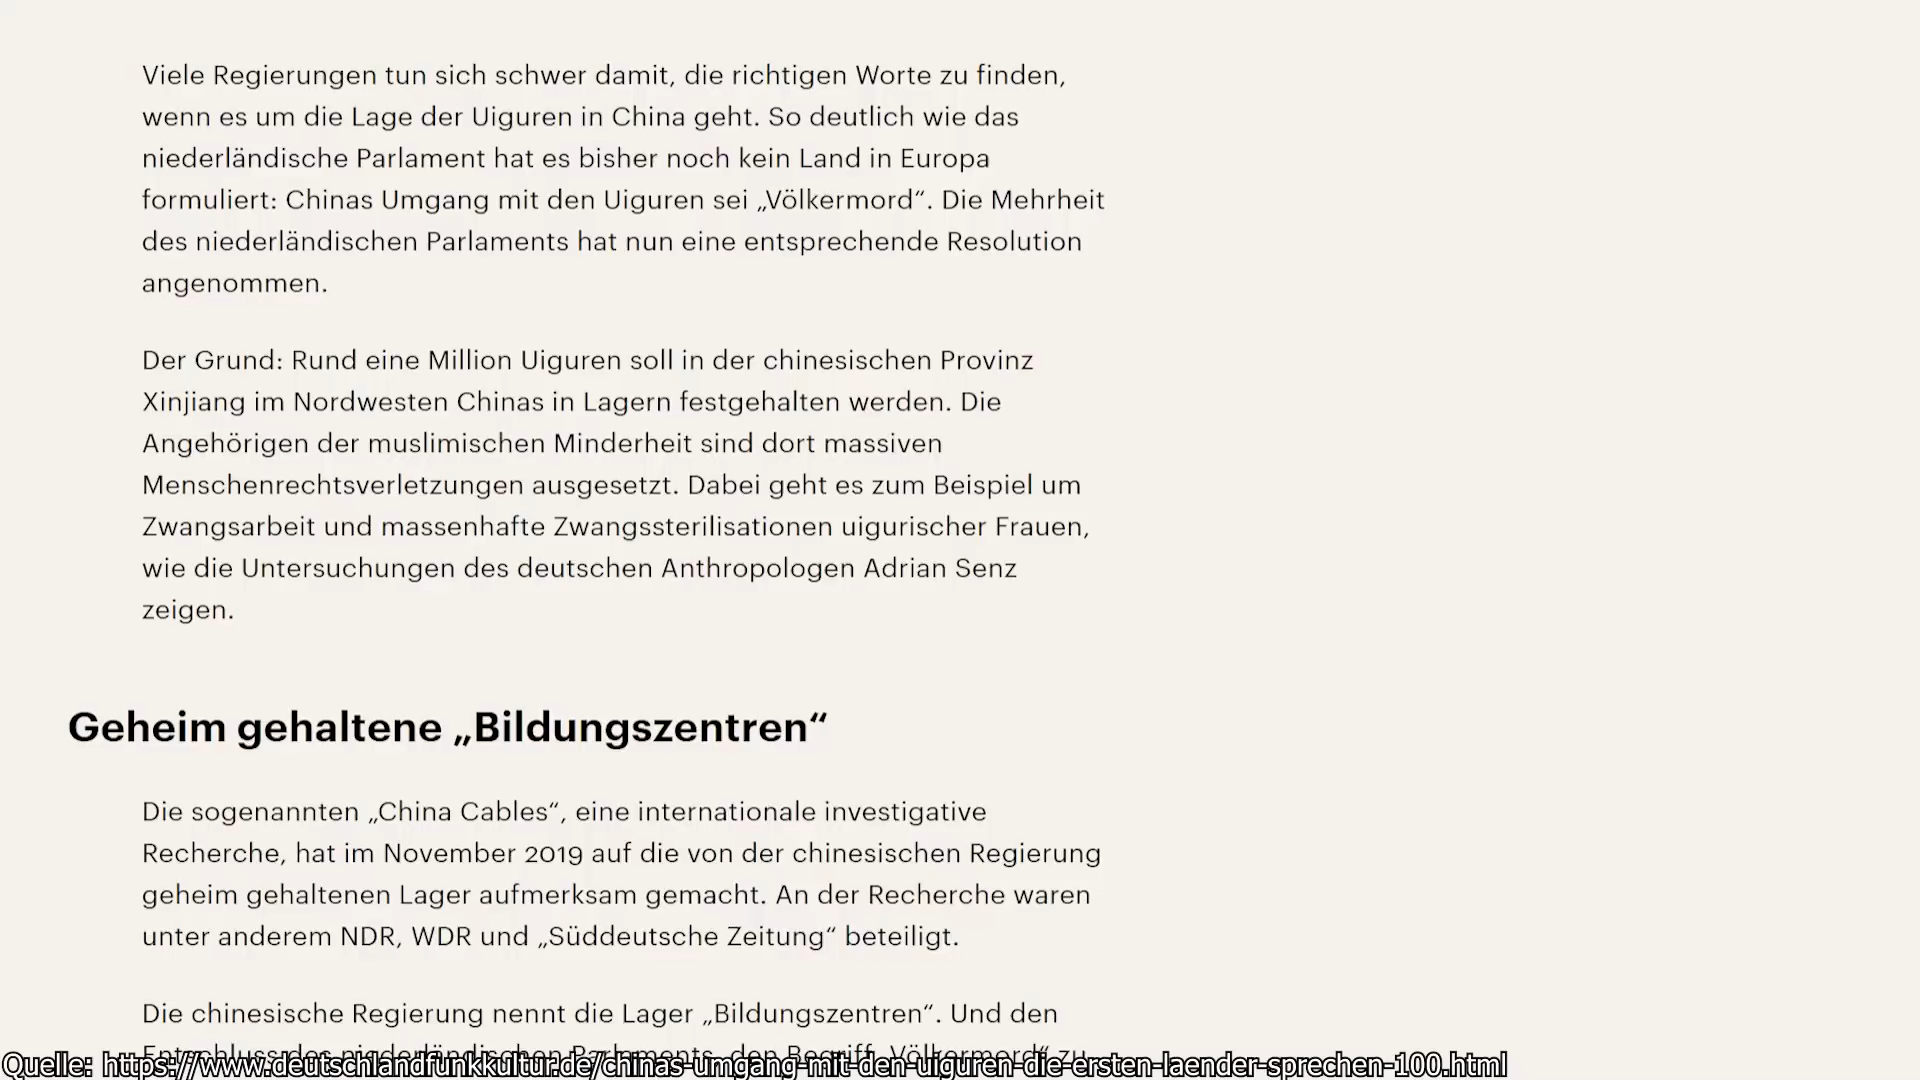 Viele Regierungen tun sich schwer damit, die richtigen Worte zu finden,
wenn es um die Lage der Uiguren in China geht. So deutlich wie das
niederländische Parlament hat es bisher noch kein Land in Europa
formuliert: Chinas Umgang mit den Uiguren sei „Völkermord“. Die Mehrheit
des niederländischen Parlaments hat nun eine entsprechende Resolution
angenommen.
Der Grund: Rund eine Million Uiguren soll in der chinesischen Provinz
Xinjiang im Nordwesten Chinas in Lagern festgehalten werden. Die
Angehörigen der muslimischen Minderheit sind dort massiven
Menschenrechtsverletzungen ausgesetzt. Dabei geht es zum Beispiel um
Zwangsarbeit und massenhafte Zwangssterilisationen uigurischer Frauen,
wie die Untersuchungen des deutschen Anthropologen Adrian Senz
zeigen.
Geheim gehaltene „Bildungszentren“
Die sogenannten „China Cables“, eine internationale investigative
Recherche, hat im November 2019 auf die von der chinesischen Regierung
geheim gehaltenen Lager aufmerksam gemacht. An der Recherche waren
unter anderem NDR, WDR und „Süddeutsche Zeitung“ beteiligt.
Die chinesische Regierung nennt die Lager „Bildungszentren“. Und den
Entschluss des niederländischen Parlaments, den Begriff „Völkermord“ zu
Quelle: https://www.deutschlandfunkkultur.de/chinas-umgang-mit-den-uiguren-die-ersten-laender-sprechen-100.html